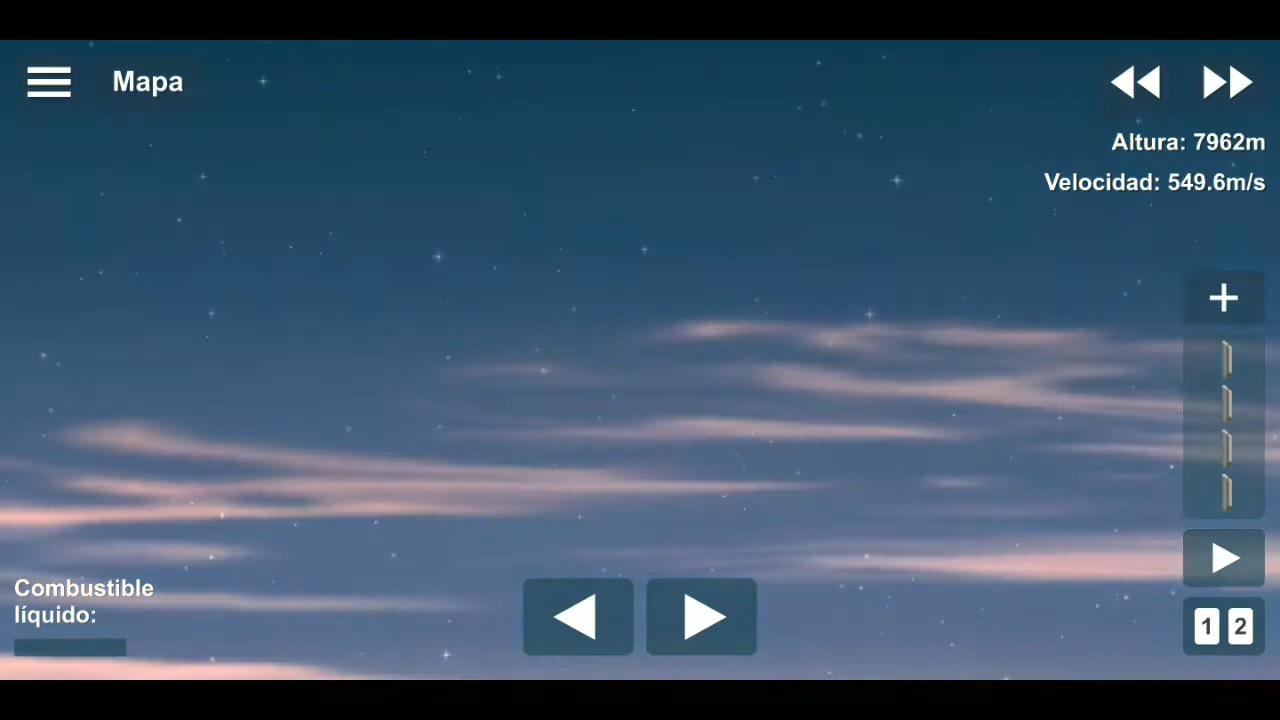 Mapa
Altura: 7962m
Velocidad: 549.6m/s
Combustible
líquido:
1 2